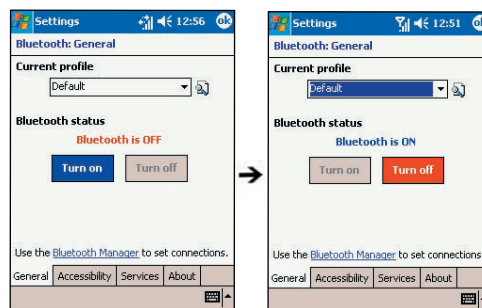 Settings 12:56 ok
Bluetooth: General
Current profile
Default
Bluetooth status
Bluetooth is OFF
Turn on Turn off
Use the Bluetooth Manager to set connections.
General Accessibility Services About
Settings 12:51 ok
Bluetooth: General
Current profile
Default
Bluetooth status
Bluetooth is ON
Turn on Turn off
Use the Bluetooth Manager to set connections
General Accessibility Services About